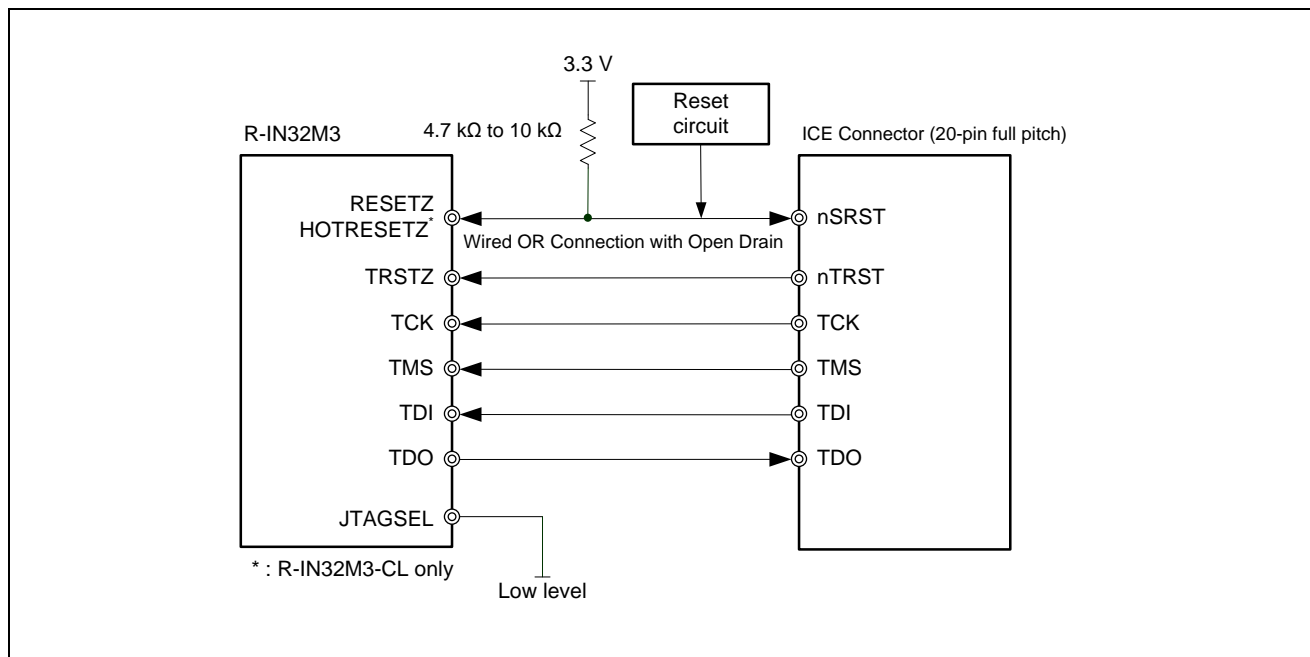 3.3 V
Reset
circuit
R-IN32M3
4.7 kΩ to 10 kΩ
ICE Connector (20-pin full pitch)
RESETZ
HOTRESETZ*
nSRST
Wired OR Connection with Open Drain
TRSTZ
nTRST
TCK
TCK
TMS
TMS
TDI
TDI
TDO
TDO
JTAGSEL
* : R-IN32M3-CL only
Low level